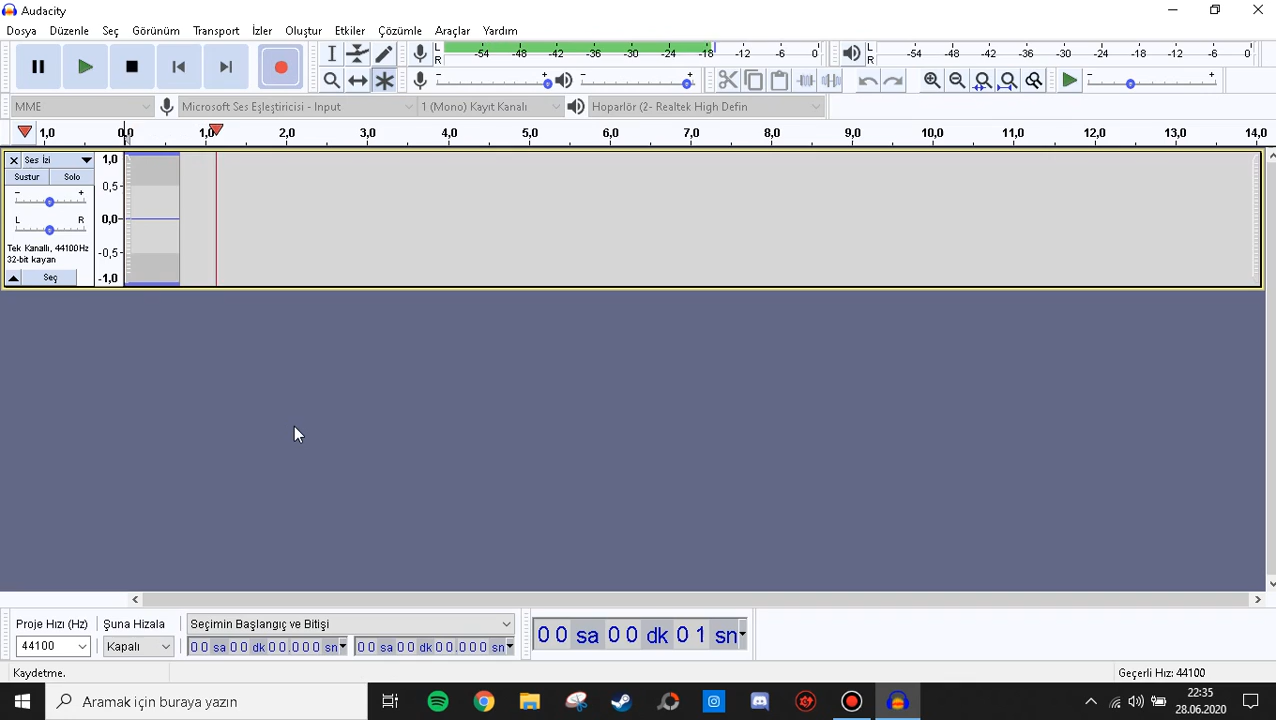 Audacity
Dosya Düzenle Seç Görünüm Transport İzler Oluştur Etkiler Çözümle Araçlar Yardım
L R -54 -48 -42 -36 -30 -24 -18 -12 -6 0
L R -54 -48 -42 -36 -30 -24 -18 -12 -6 0
- + - + - +
MME Microsoft Ses Eşleştiricisi - Input 1 (Mono) Kayıt Kanalı Hoparlör (2- Realtek High Defin
1,0 0,0 1,0 2,0 3,0 4,0 5,0 6,0 7,0 8,0 9,0 10,0 11,0 12,0 13,0 14,0
Ses İzi 1,0
Sustur Solo 0,5
- +
L R 0,0
Tek Kanallı, 44100Hz -0,5
32-bit kayan
Seç -1,0
Proje Hızı (Hz) Şuna Hizala Seçimin Başlangıç ve Bitişi
44100 Kapalı 00 sa 00 dk 00,000 sn 00 sa 00 dk 00,000 sn
00 sa 00 dk 01 sn
Kaydetme. Geçerli Hız: 44100
Aramak için buraya yazın
22:35
28.06.2020